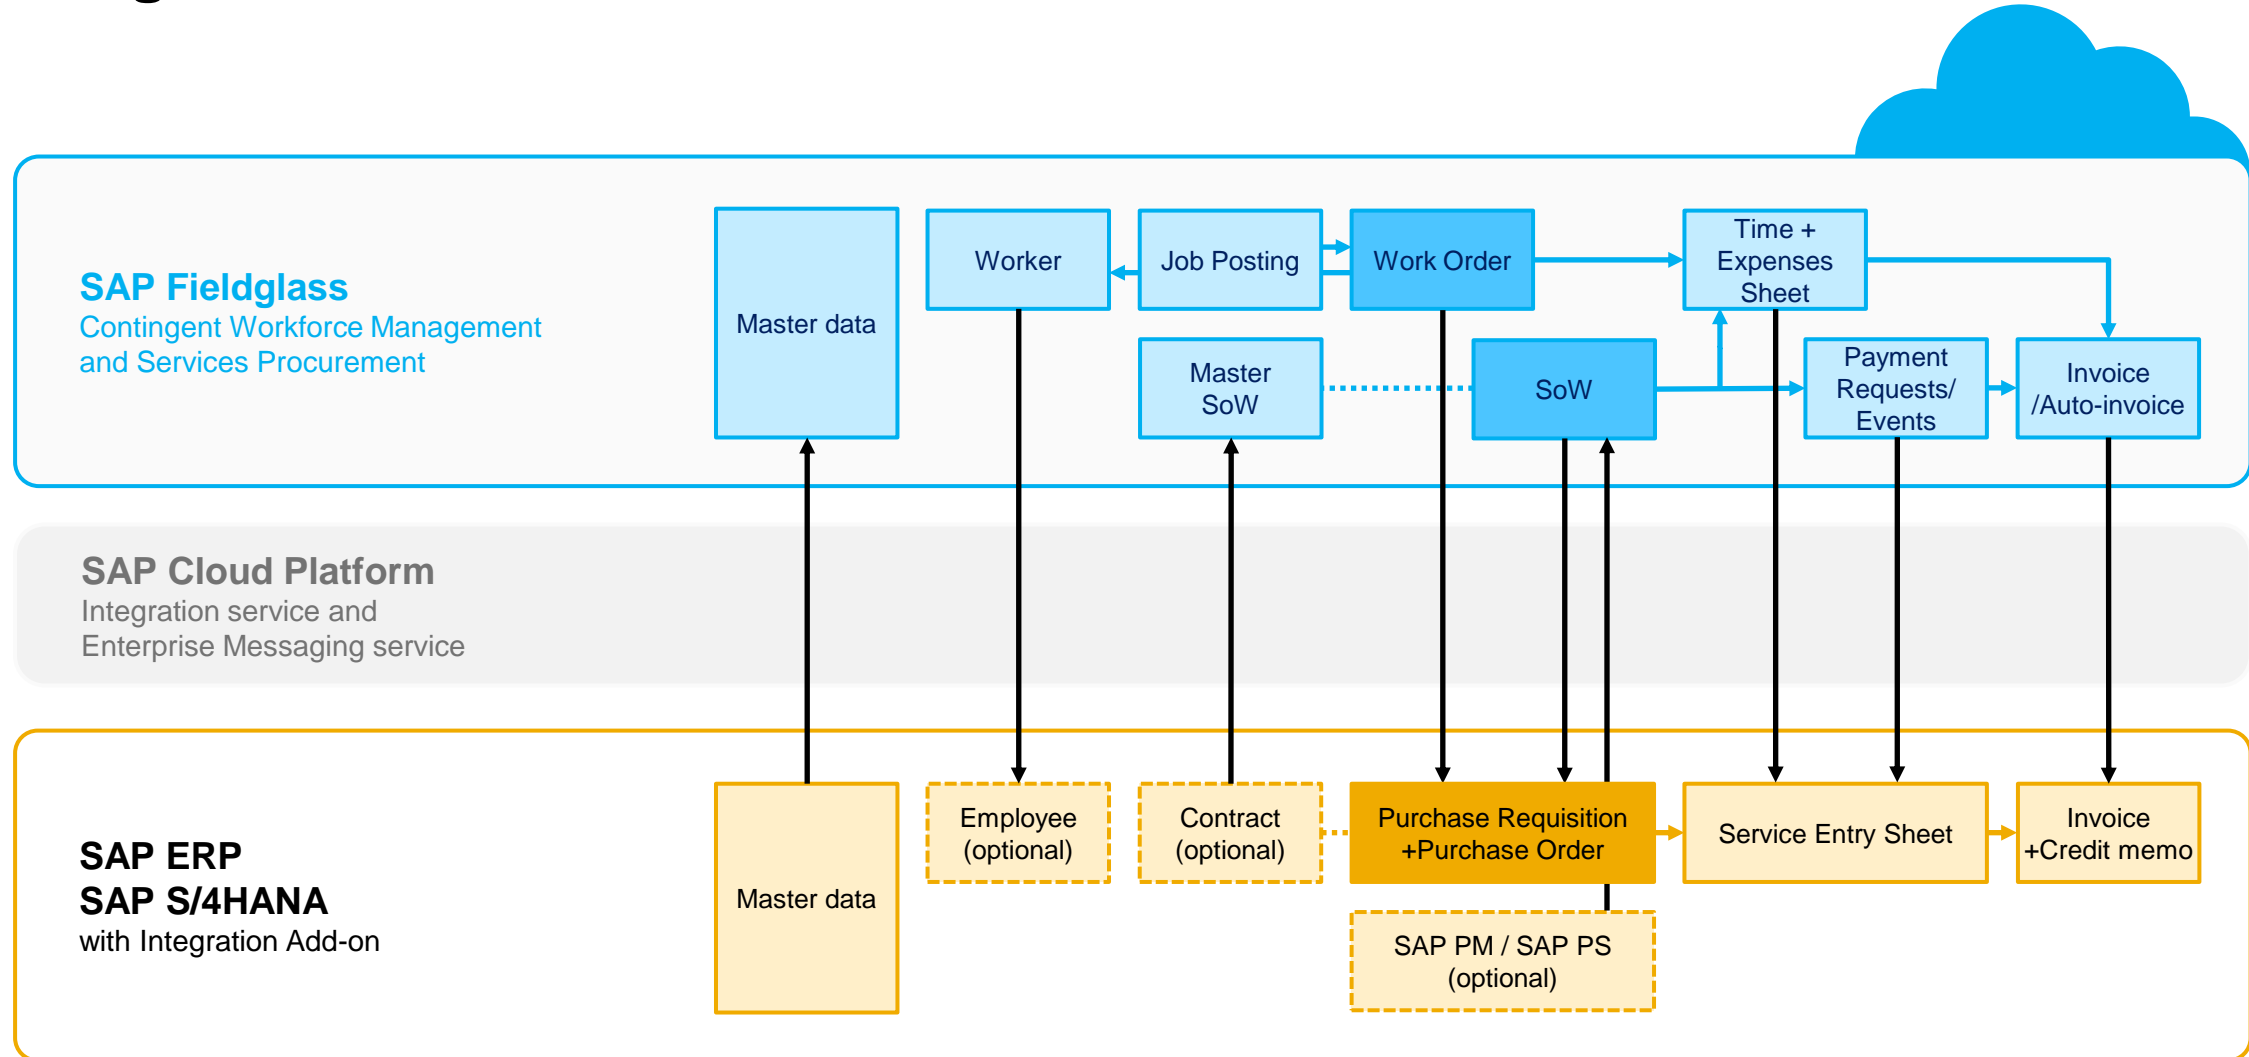 SAP Fieldglass
Contingent Workforce Management
and Services Procurement
Master data
Worker
Job Posting
Work Order
Time +
Expenses
Sheet
Master
SoW
SoW
Payment
Requests/
Events
Invoice
/Auto-invoice
SAP Cloud Platform
Integration service and
Enterprise Messaging service
SAP ERP
SAP S/4HANA
with Integration Add-on
Master data
Employee
(optional)
Contract
(optional)
Purchase Requisition
+Purchase Order
Service Entry Sheet
Invoice
+Credit memo
SAP PM / SAP PS
(optional)